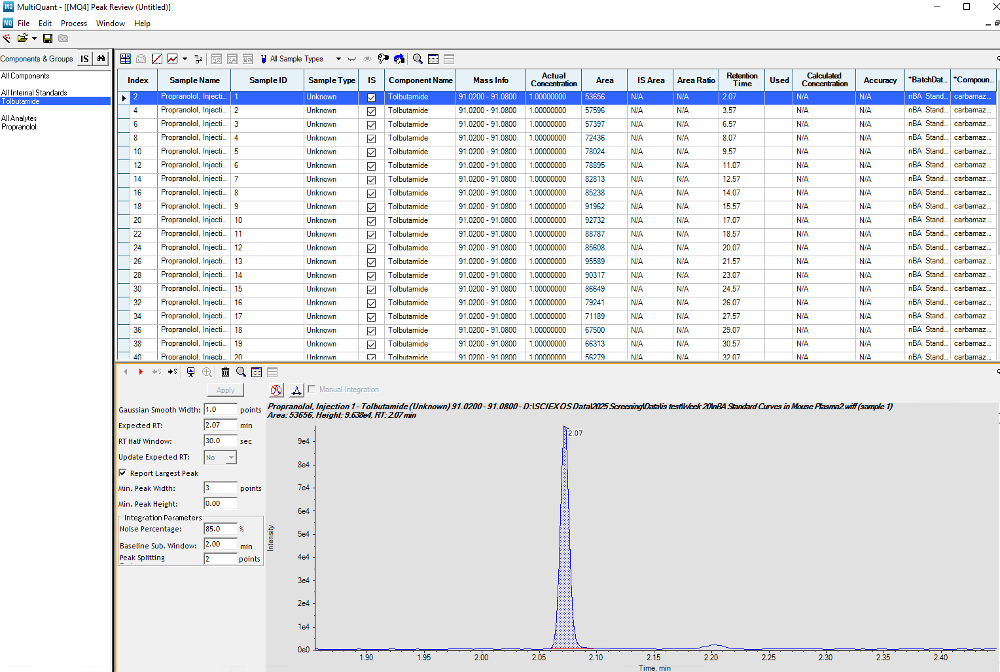 MultiQuant - [[MQ4] Peak Review (Untitled)]
File Edit Process Window Help
Components & Groups IS
All Components
All Internal Standards
Tolbutamide
All Analytes
Propranolol
All Sample Types
Index Sample Name Sample ID Sample Type IS Component Name Mass Info Actual Concentration Area IS Area Area Ratio Retention Time Used Calculated Concentration Accuracy *BatchDat... *Compoun...
2 Propranolol, Injecti... 1 Unknown Tolbutamide 91.0200 - 91.0800 1.00000000 53656 N/A N/A 2.07 N/A N/A nBA Stand... carbamaz...
4 Propranolol, Injecti... 2 Unknown Tolbutamide 91.0200 - 91.0800 1.00000000 57596 N/A N/A 3.57 N/A N/A nBA Stand... carbamaz...
6 Propranolol, Injecti... 3 Unknown Tolbutamide 91.0200 - 91.0800 1.00000000 57397 N/A N/A 6.57 N/A N/A nBA Stand... carbamaz...
8 Propranolol, Injecti... 4 Unknown Tolbutamide 91.0200 - 91.0800 1.00000000 72436 N/A N/A 8.07 N/A N/A nBA Stand... carbamaz...
10 Propranolol, Injecti... 5 Unknown Tolbutamide 91.0200 - 91.0800 1.00000000 78024 N/A N/A 9.57 N/A N/A nBA Stand... carbamaz...
12 Propranolol, Injecti... 6 Unknown Tolbutamide 91.0200 - 91.0800 1.00000000 78895 N/A N/A 11.07 N/A N/A nBA Stand... carbamaz...
14 Propranolol, Injecti... 7 Unknown Tolbutamide 91.0200 - 91.0800 1.00000000 82813 N/A N/A 12.57 N/A N/A nBA Stand... carbamaz...
16 Propranolol, Injecti... 8 Unknown Tolbutamide 91.0200 - 91.0800 1.00000000 85238 N/A N/A 14.07 N/A N/A nBA Stand... carbamaz...
18 Propranolol, Injecti... 9 Unknown Tolbutamide 91.0200 - 91.0800 1.00000000 91962 N/A N/A 15.57 N/A N/A nBA Stand... carbamaz...
20 Propranolol, Injecti... 10 Unknown Tolbutamide 91.0200 - 91.0800 1.00000000 92732 N/A N/A 17.07 N/A N/A nBA Stand... carbamaz...
22 Propranolol, Injecti... 11 Unknown Tolbutamide 91.0200 - 91.0800 1.00000000 88787 N/A N/A 18.57 N/A N/A nBA Stand... carbamaz...
24 Propranolol, Injecti... 12 Unknown Tolbutamide 91.0200 - 91.0800 1.00000000 85608 N/A N/A 20.07 N/A N/A nBA Stand... carbamaz...
26 Propranolol, Injecti... 13 Unknown Tolbutamide 91.0200 - 91.0800 1.00000000 95589 N/A N/A 21.57 N/A N/A nBA Stand... carbamaz...
28 Propranolol, Injecti... 14 Unknown Tolbutamide 91.0200 - 91.0800 1.00000000 90317 N/A N/A 23.07 N/A N/A nBA Stand... carbamaz...
30 Propranolol, Injecti... 15 Unknown Tolbutamide 91.0200 - 91.0800 1.00000000 86649 N/A N/A 24.57 N/A N/A nBA Stand... carbamaz...
32 Propranolol, Injecti... 16 Unknown Tolbutamide 91.0200 - 91.0800 1.00000000 79241 N/A N/A 26.07 N/A N/A nBA Stand... carbamaz...
34 Propranolol, Injecti... 17 Unknown Tolbutamide 91.0200 - 91.0800 1.00000000 71189 N/A N/A 27.57 N/A N/A nBA Stand... carbamaz...
36 Propranolol, Injecti... 18 Unknown Tolbutamide 91.0200 - 91.0800 1.00000000 67500 N/A N/A 29.07 N/A N/A nBA Stand... carbamaz...
38 Propranolol, Injecti... 19 Unknown Tolbutamide 91.0200 - 91.0800 1.00000000 66313 N/A N/A 30.57 N/A N/A nBA Stand... carbamaz...
40 Propranolol, Injecti... 20 Unknown Tolbutamide 91.0200 - 91.0800 1.00000000 56279 N/A N/A 32.07 N/A N/A nBA Stand... carbamaz...
Apply
Manual Integration
Gaussian Smooth Width: 1.0 points
Expected RT: 2.07 min
RT Half Window: 30.0 sec
Update Expected RT: No
Report Largest Peak
Min. Peak Width: 3 points
Min. Peak Height: 0.00
Integration Parameters
Noise Percentage: 85.0 %
Baseline Sub. Window: 2.00 min
Peak Splitting 2 points
Propranolol, Injection 1 - Tolbutamide (Unknown) 91.0200 - 91.0800 - D:\SCIEX OS Data\2025 Screening\Data\is test\Week 20\nBA Standard Curves in Mouse Plasma2.wiff (sample 1)
Area: 53656, Height: 9.638e4, RT: 2.07 min
2.07
9e4
8e4
7e4
6e4
5e4
4e4
3e4
2e4
1e4
0e0
Intensity
1.90 1.95 2.00 2.05 2.10 2.15 2.20 2.25 2.30 2.35 2.40
Time, min